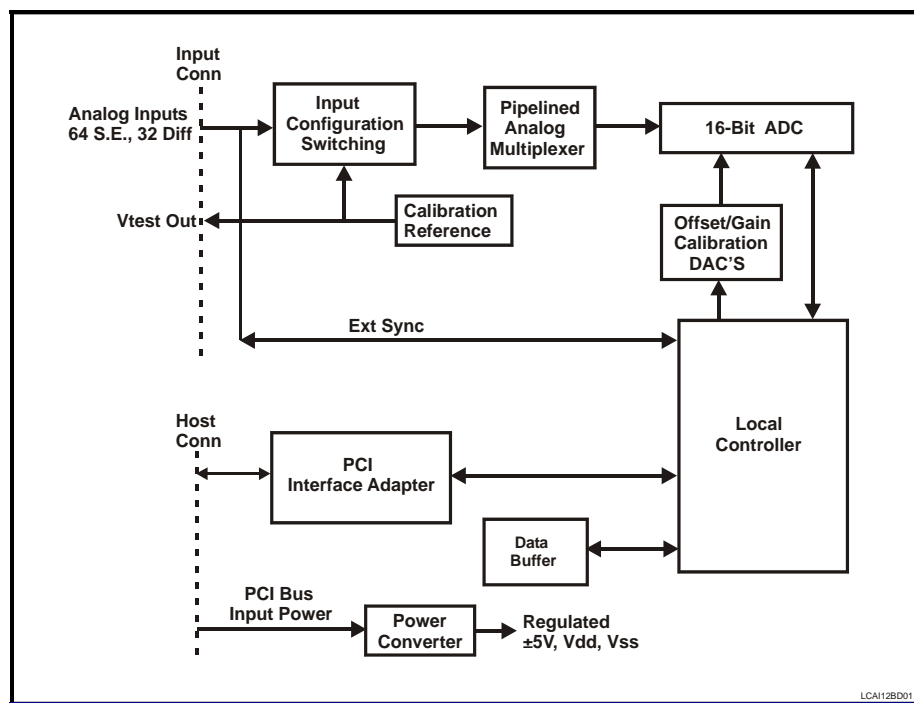 Input
Conn
Analog Inputs
64 S.E., 32 Diff
Input
Configuration
Switching
Pipelined
Analog
Multiplexer
16-Bit ADC
Vtest Out
Calibration
Reference
Offset/Gain
Calibration
DAC'S
Ext Sync
Local
Controller
Host
Conn
PCI
Interface Adapter
Data
Buffer
PCI Bus
Input Power
Power
Converter
Regulated
±5V, Vdd, Vss
LCAI12BD01